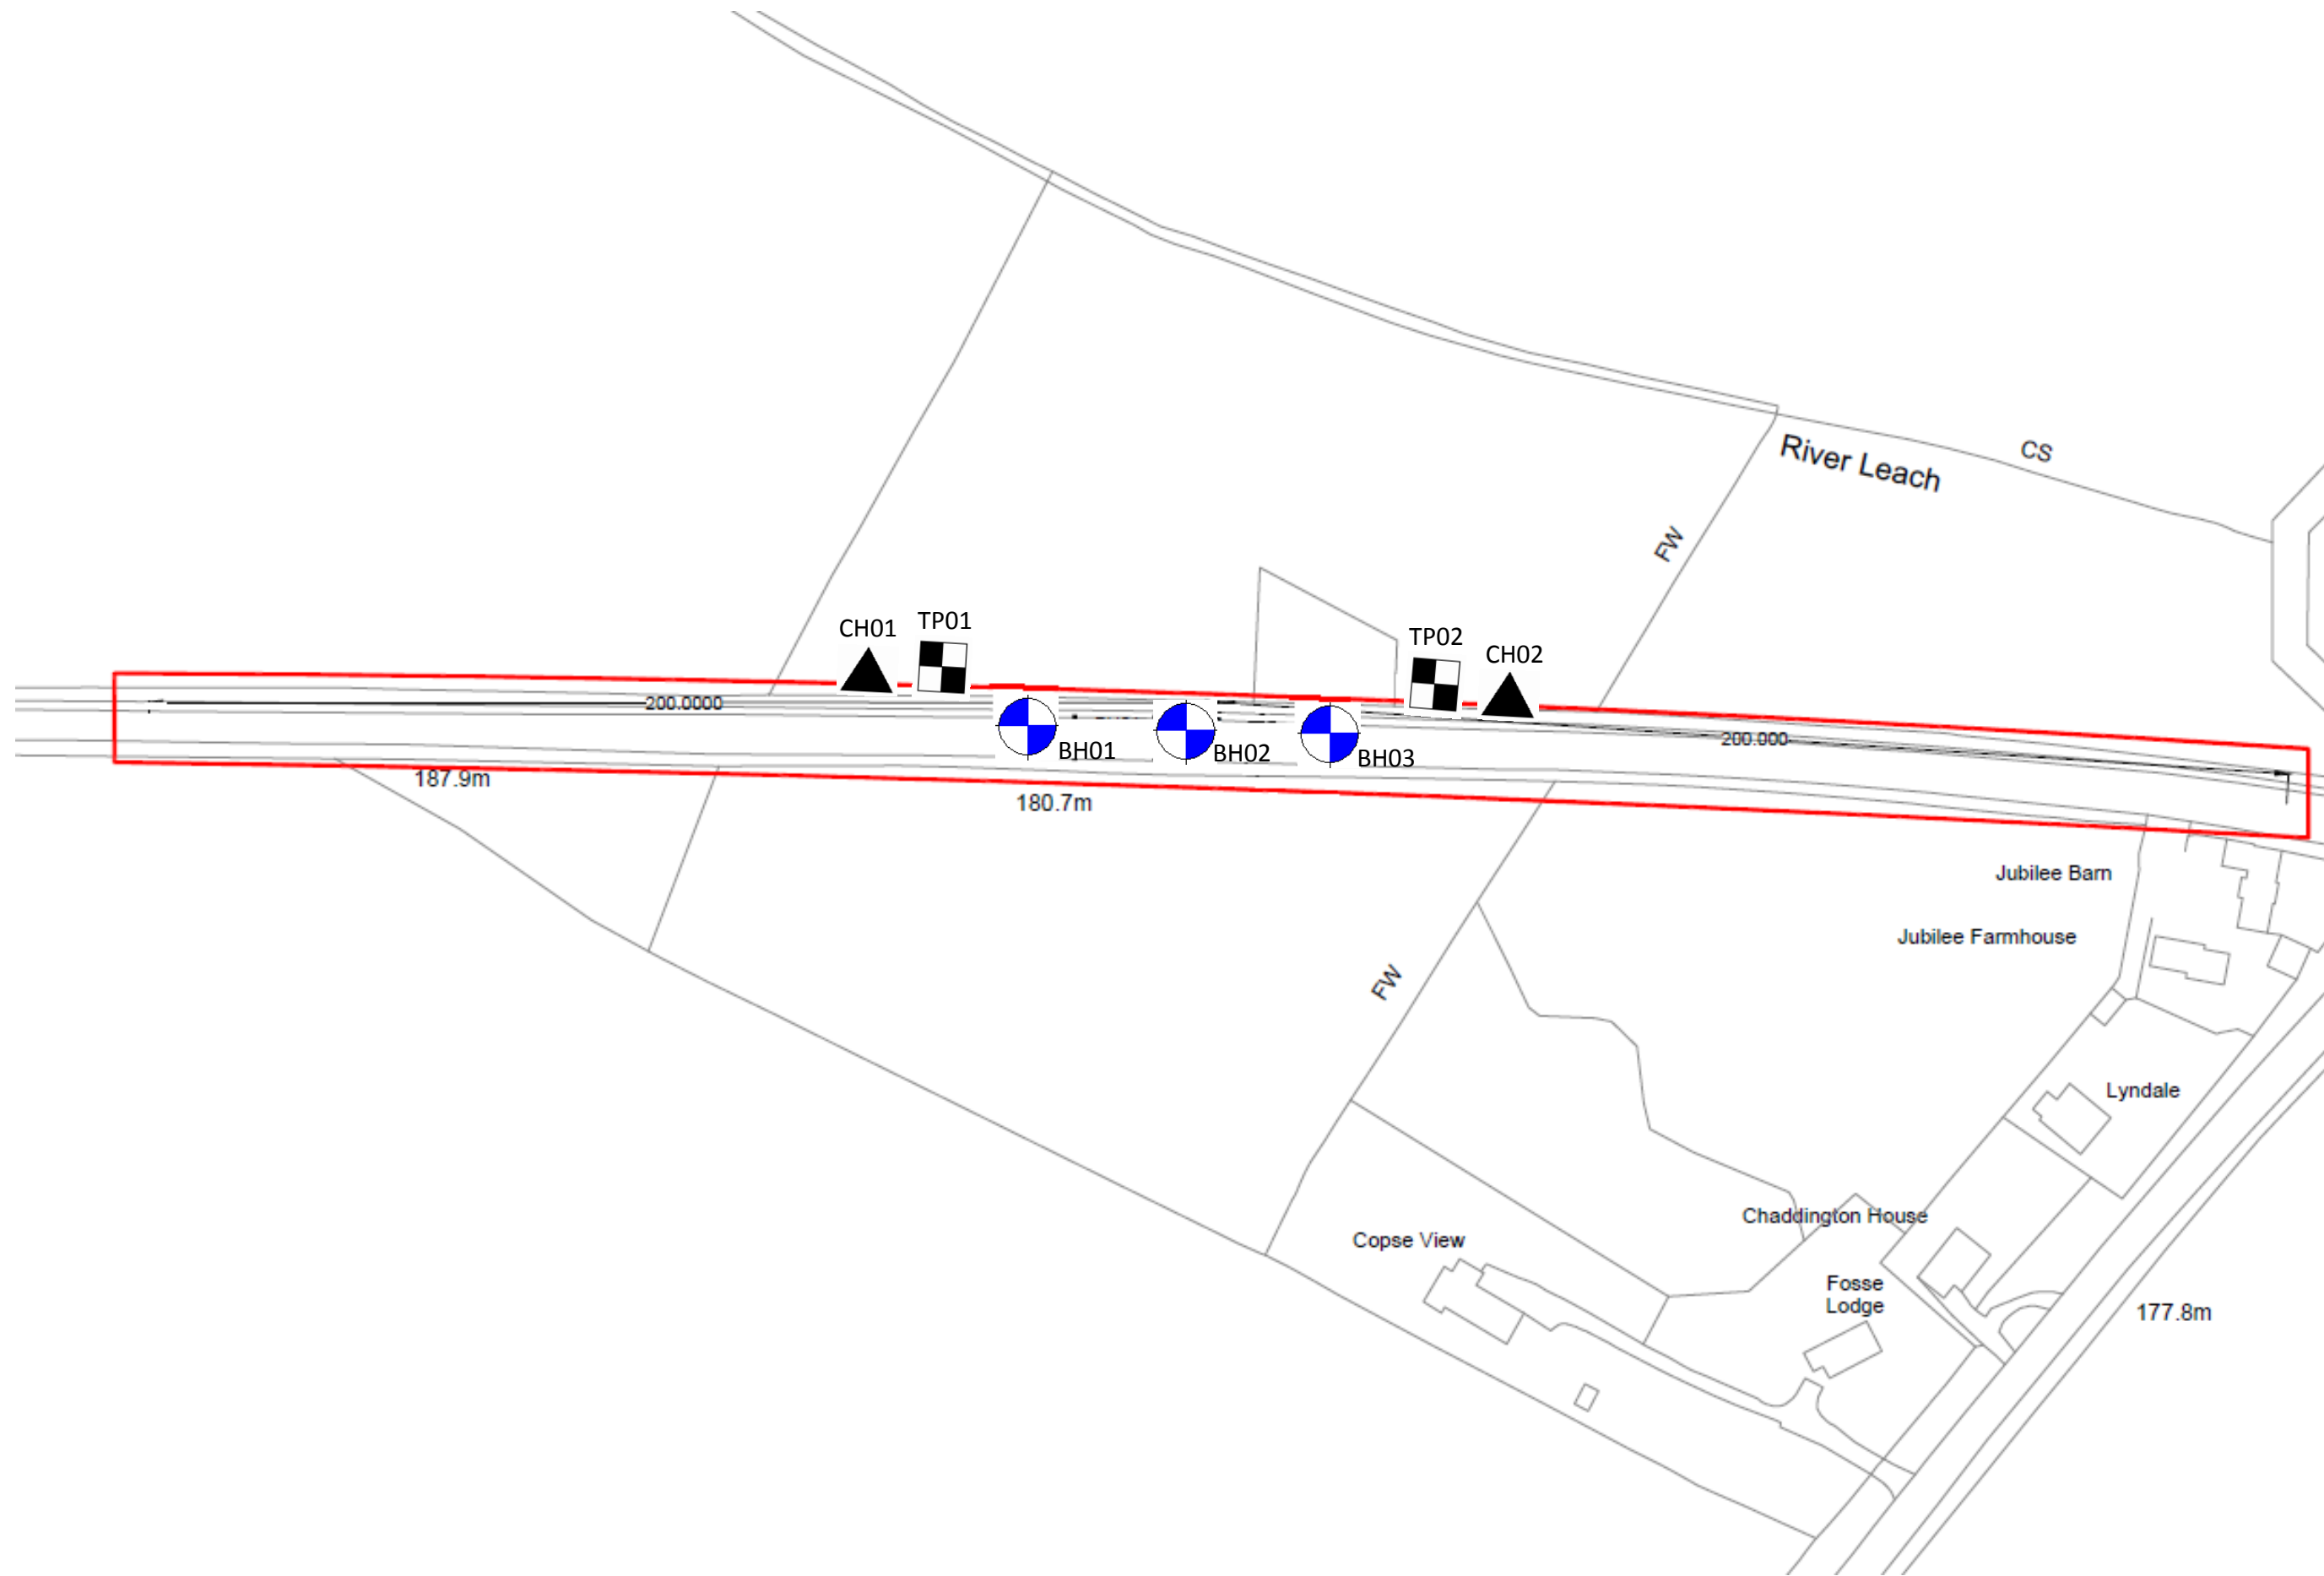 CS
River Leach
FW
TP01
CH01
TP02
CH02
200.0000
200.000
BH01
BH02
BH03
187.9m
180.7m
Jubilee Barn
Jubilee Farmhouse
FW
Lyndale
Chaddington House
Copse View
Fosse
Lodge
177.8m